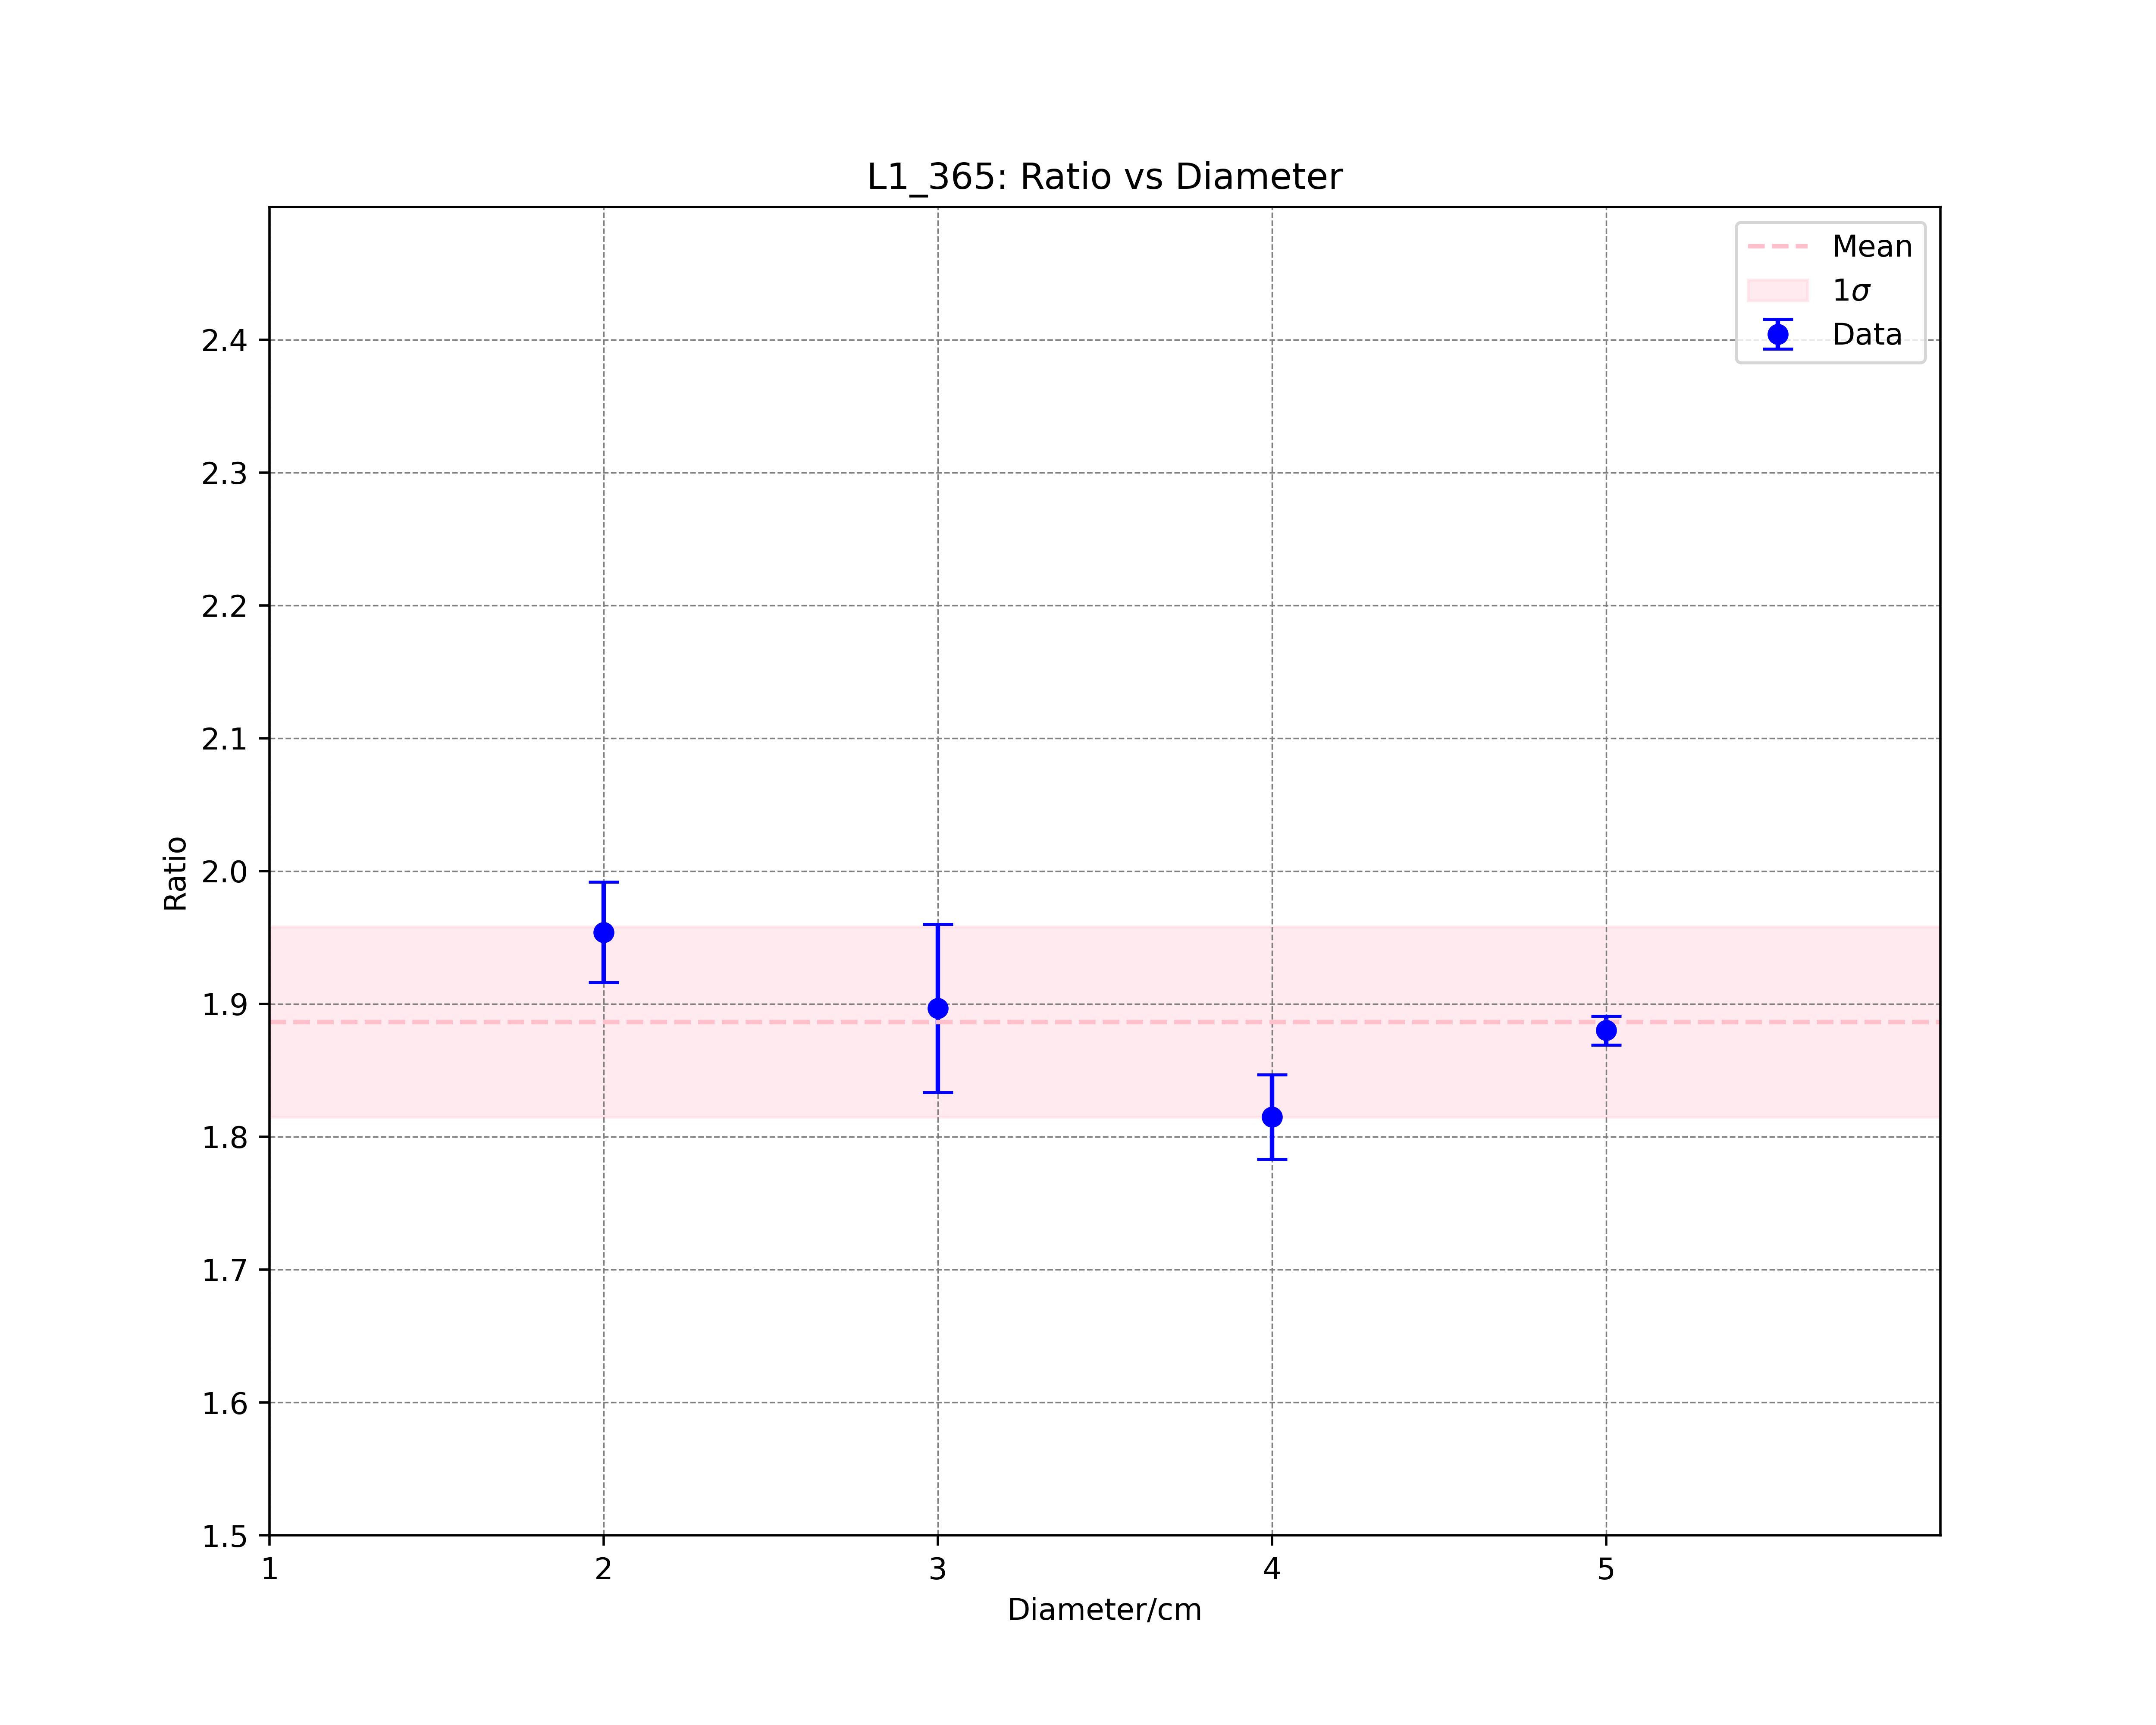 L1_365: Ratio vs Diameter
Mean
1σ
Data
2.4
2.3
2.2
2.1
2.0
1.9
1.8
1.7
1.6
1.5
Ratio
1 2 3 4 5
Diameter/cm